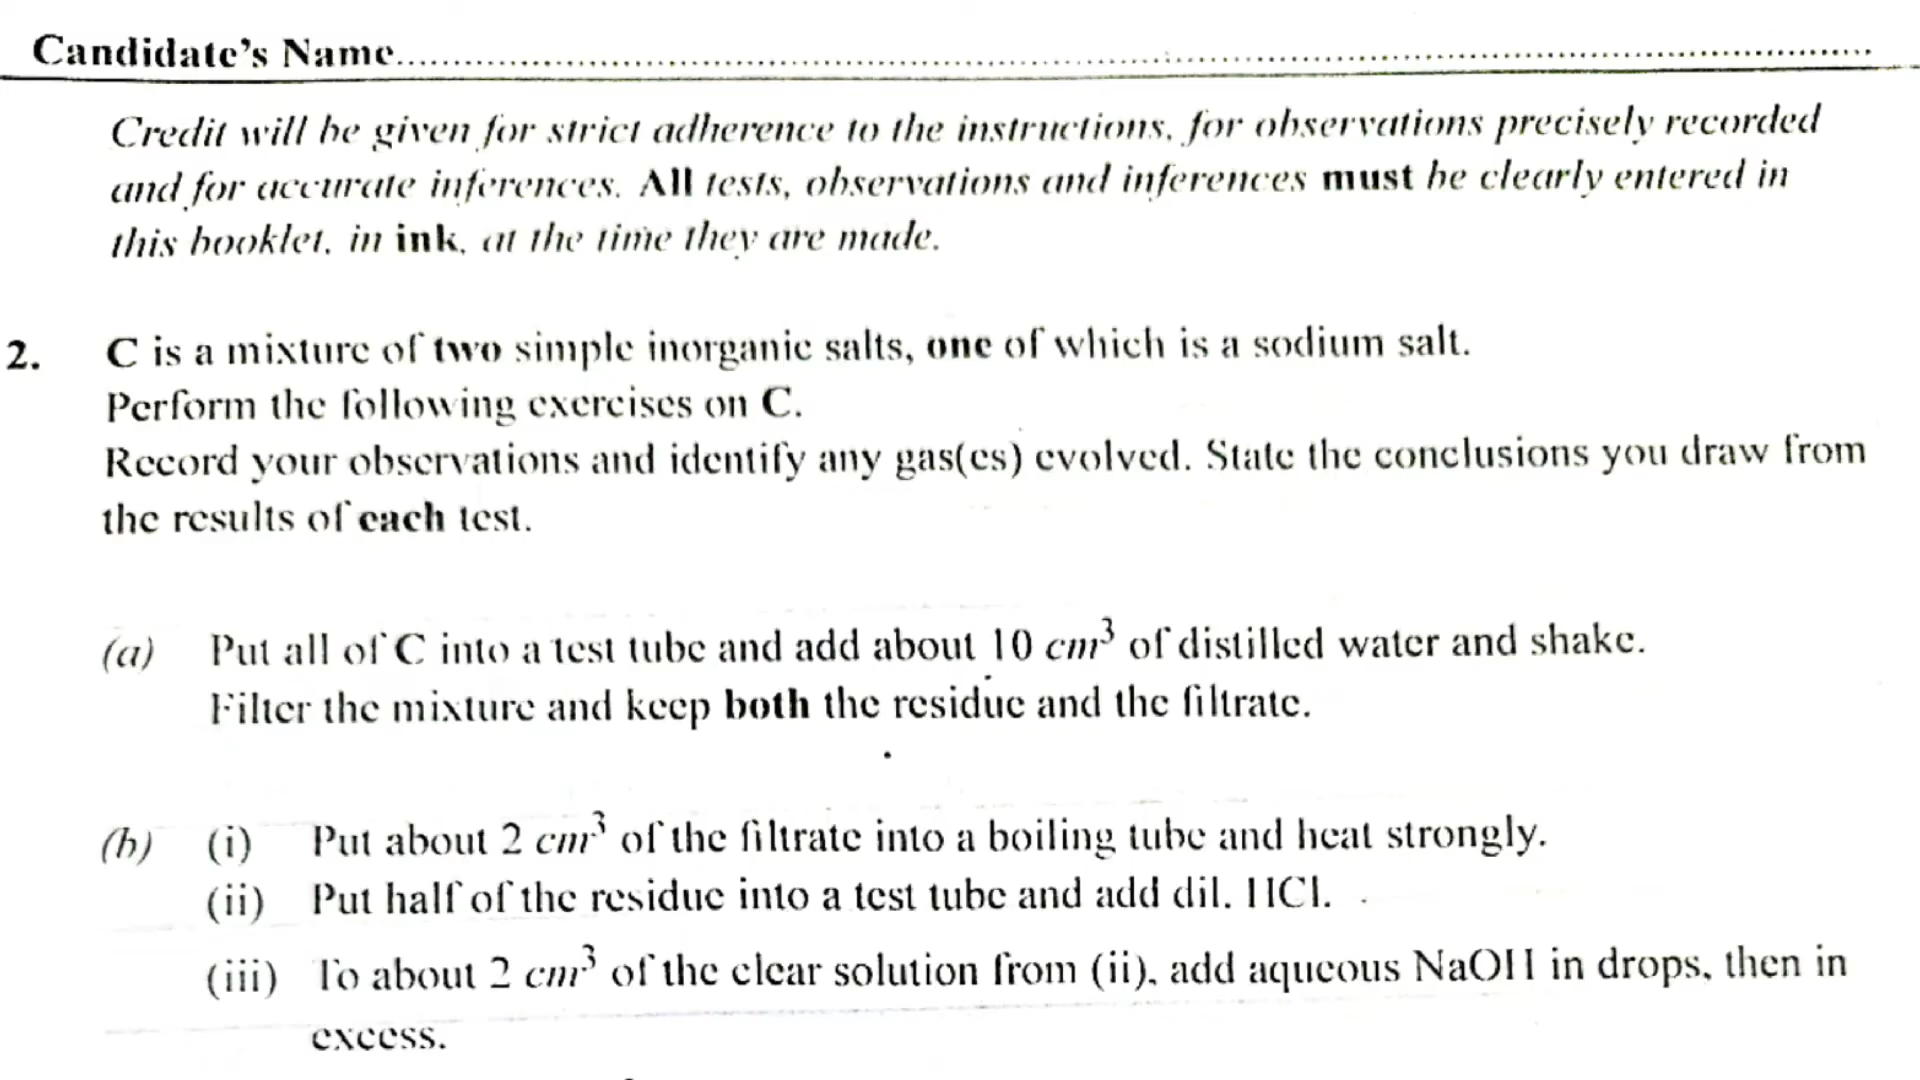 Candidate's Name..........................................................................................
Credit will be given for strict adherence to the instructions, for observations precisely recorded
and for accurate inferences. All tests, observations and inferences must be clearly entered in
this booklet, in ink, at the time they are made.
2. C is a mixture of two simple inorganic salts, one of which is a sodium salt.
Perform the following exercises on C.
Record your observations and identify any gas(es) evolved. State the conclusions you draw from
the results of each test.
(a) Put all of C into a test tube and add about 10 cm³ of distilled water and shake.
Filter the mixture and keep both the residue and the filtrate.
(b) (i) Put about 2 cm³ of the filtrate into a boiling tube and heat strongly.
(ii) Put half of the residue into a test tube and add dil. HCl.
(iii) To about 2 cm³ of the clear solution from (ii), add aqueous NaOH in drops, then in
excess.